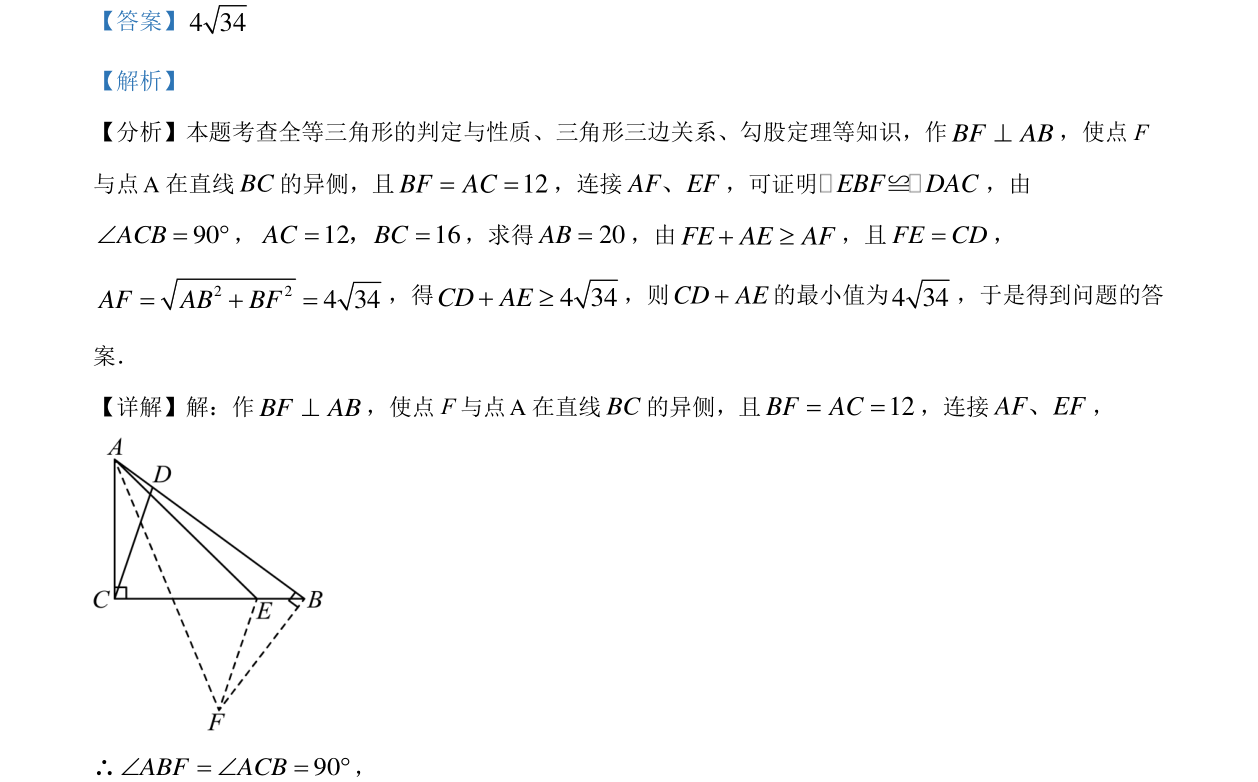 【答案】4√34
【解析】
【分析】本题考查全等三角形的判定与性质、三角形三边关系、勾股定理等知识，作 BF ⊥ AB，使点 F
与点 A 在直线 BC 的异侧，且 BF = AC = 12，连接 AF、EF，可证明□EBF≌□DAC，由
∠ACB = 90°，AC = 12，BC = 16，求得 AB = 20，由 FE + AE ≥ AF，且 FE = CD，
AF = √(AB² + BF²) = 4√34，得 CD + AE ≥ 4√34，则 CD + AE 的最小值为 4√34，于是得到问题的答
案．
【详解】解：作 BF ⊥ AB，使点 F 与点 A 在直线 BC 的异侧，且 BF = AC = 12，连接 AF、EF，
A
D
C
E
B
F
∴ ∠ABF = ∠ACB = 90°，